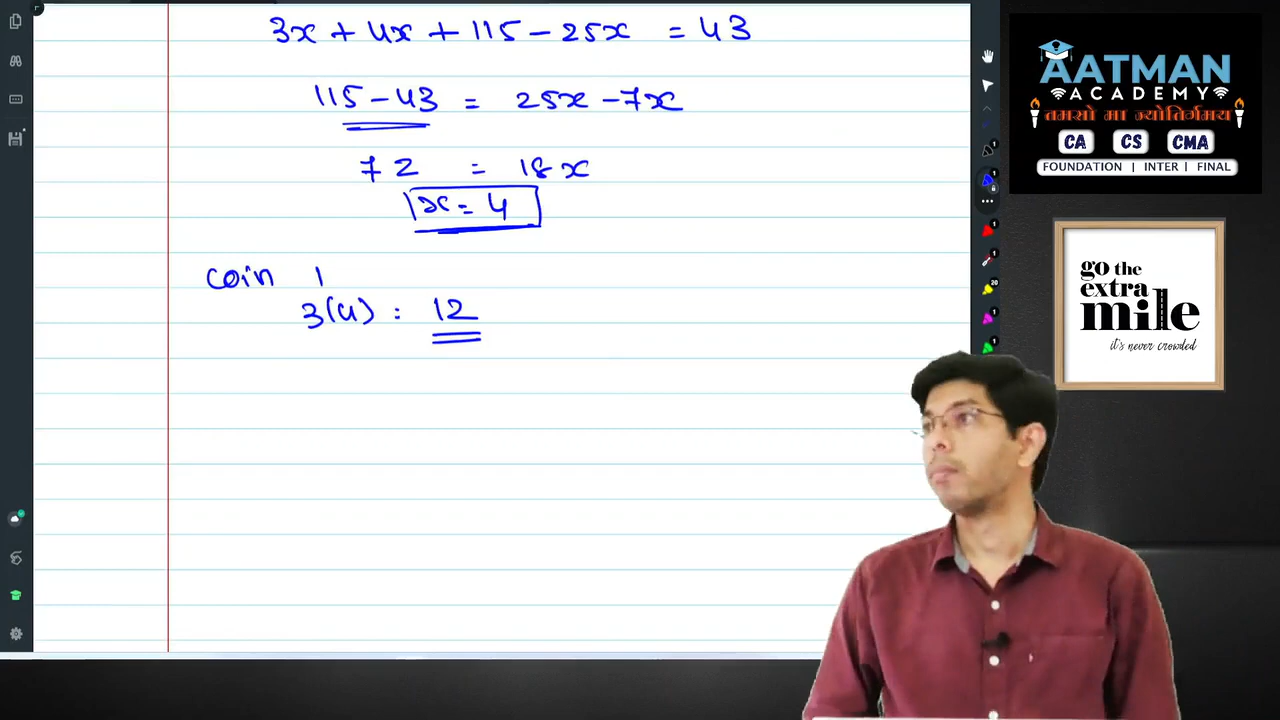 3x + 4x + 115 - 25x = 43
115 - 43 = 25x - 7x
72 = 18x
x = 4
coin 1
3(4) : 12
AATMAN
ACADEMY
तमसो मा ज्योतिर्गमय
CA CS CMA
FOUNDATION | INTER | FINAL
go the
extra
mile
it's never crowded